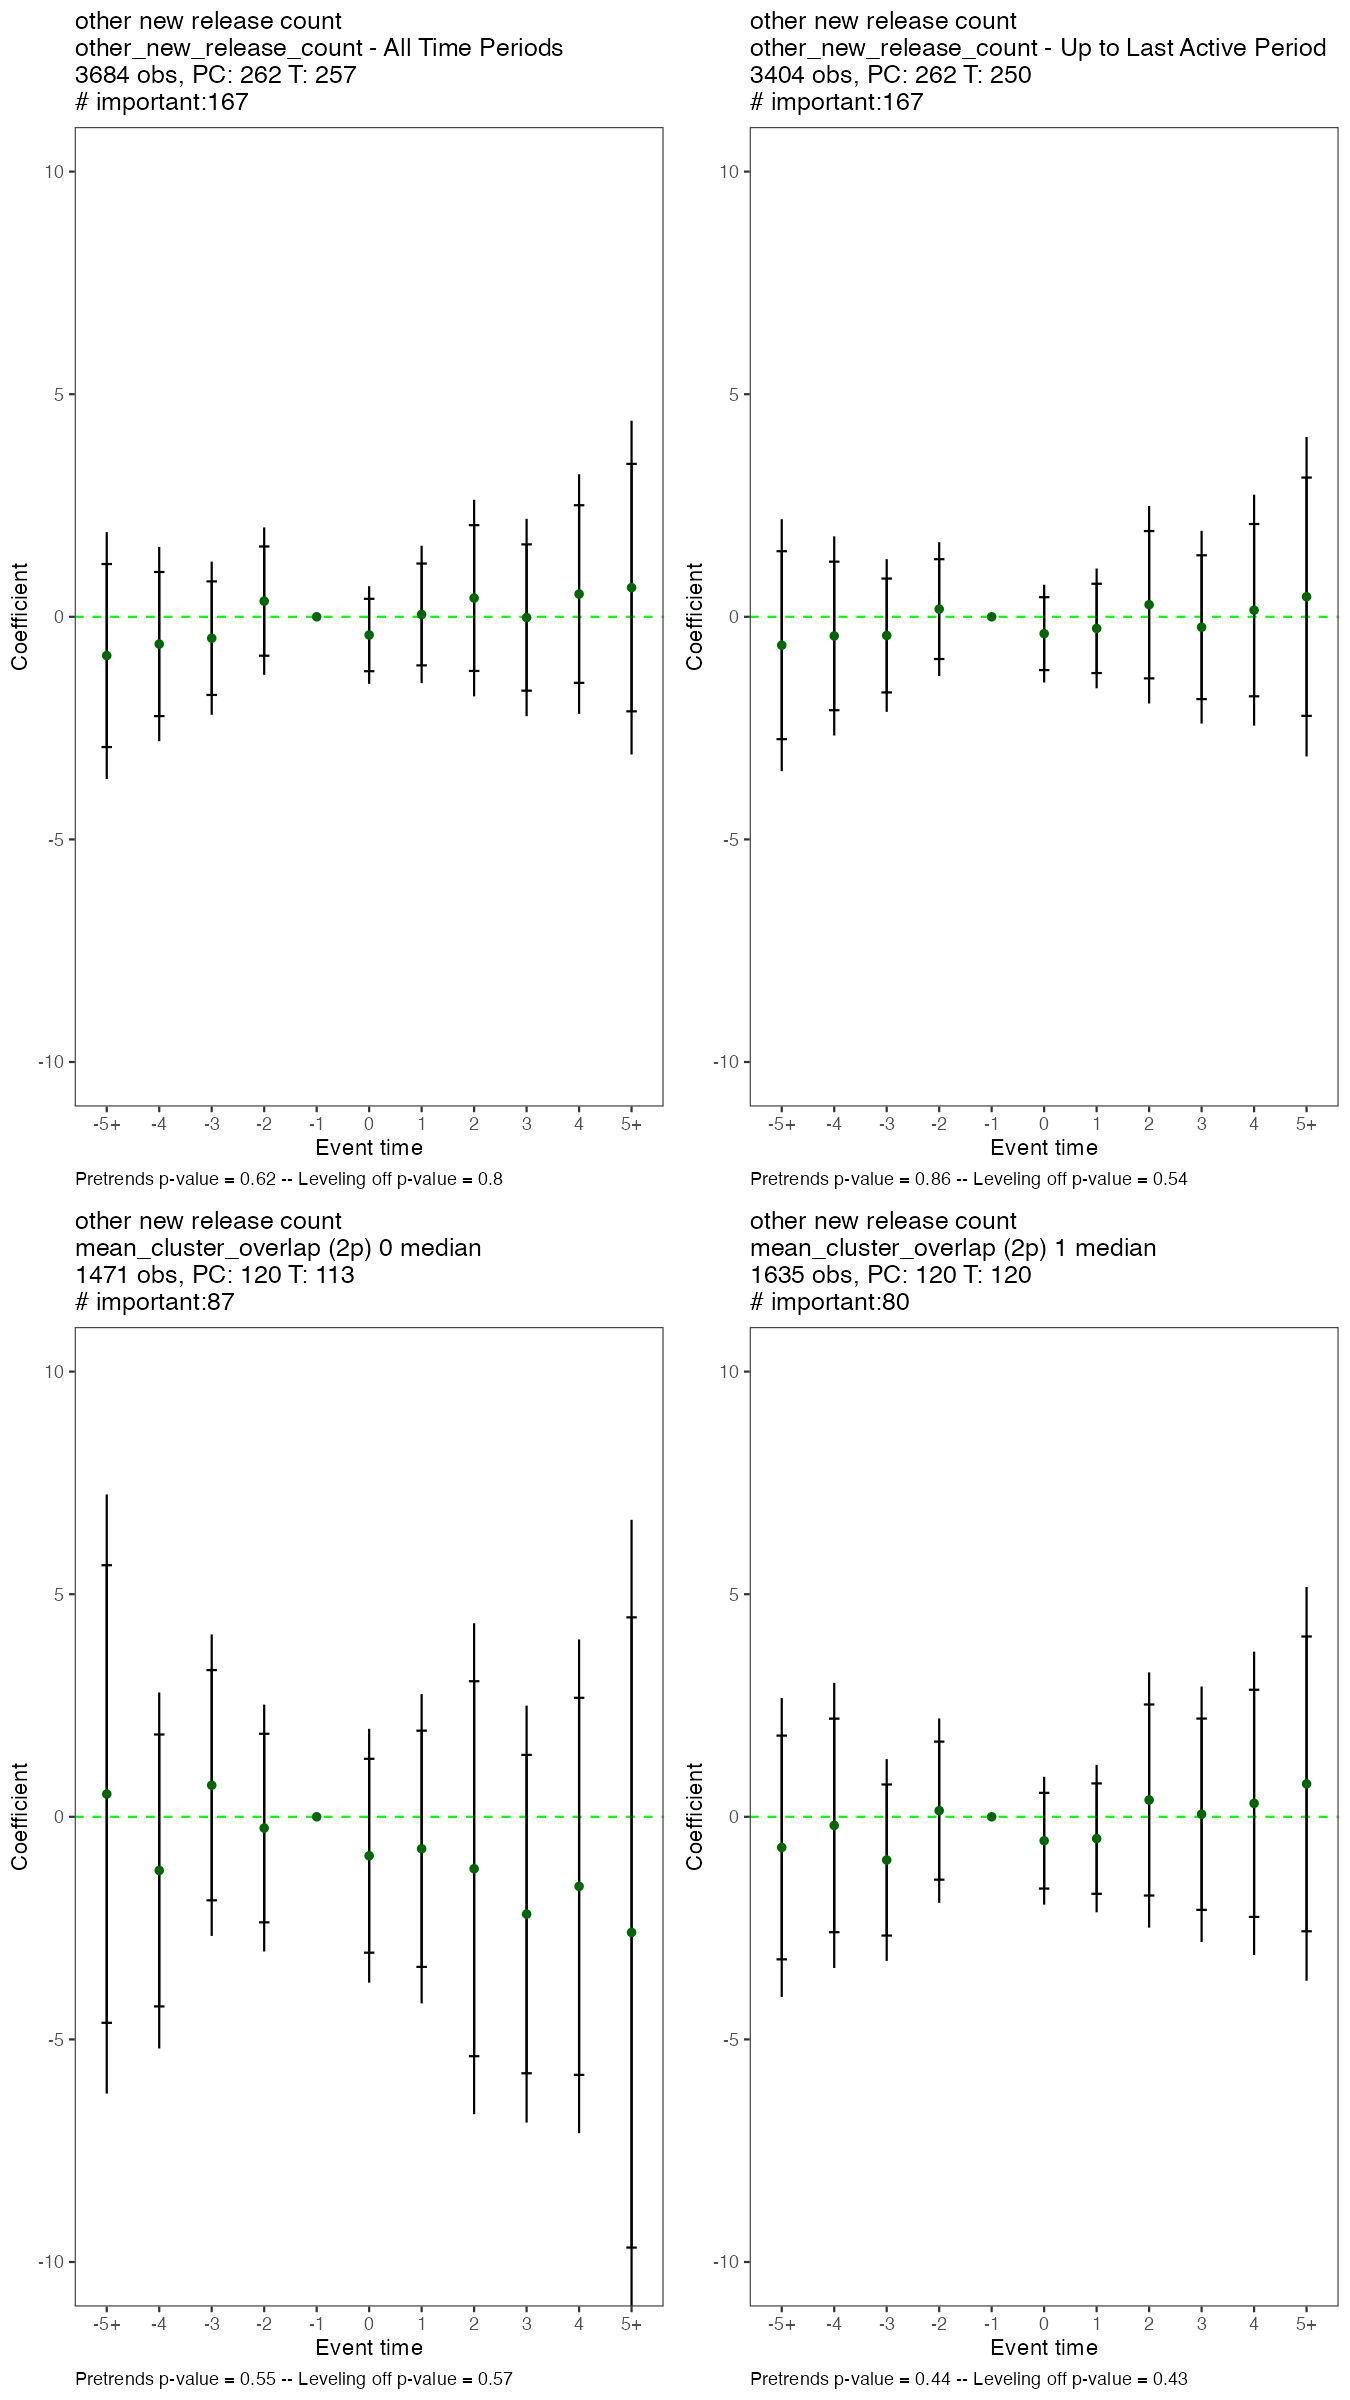 other new release count
other_new_release_count - All Time Periods
3684 obs, PC: 262 T: 257
# important:167
10
5
0
-5
-10
Coefficient
-5+ -4 -3 -2 -1 0 1 2 3 4 5+
Event time
Pretrends p-value = 0.62 -- Leveling off p-value = 0.8
other new release count
other_new_release_count - Up to Last Active Period
3404 obs, PC: 262 T: 250
# important:167
10
5
0
-5
-10
Coefficient
-5+ -4 -3 -2 -1 0 1 2 3 4 5+
Event time
Pretrends p-value = 0.86 -- Leveling off p-value = 0.54
other new release count
mean_cluster_overlap (2p) 0 median
1471 obs, PC: 120 T: 113
# important:87
10
5
0
-5
-10
Coefficient
-5+ -4 -3 -2 -1 0 1 2 3 4 5+
Event time
Pretrends p-value = 0.55 -- Leveling off p-value = 0.57
other new release count
mean_cluster_overlap (2p) 1 median
1635 obs, PC: 120 T: 120
# important:80
10
5
0
-5
-10
Coefficient
-5+ -4 -3 -2 -1 0 1 2 3 4 5+
Event time
Pretrends p-value = 0.44 -- Leveling off p-value = 0.43